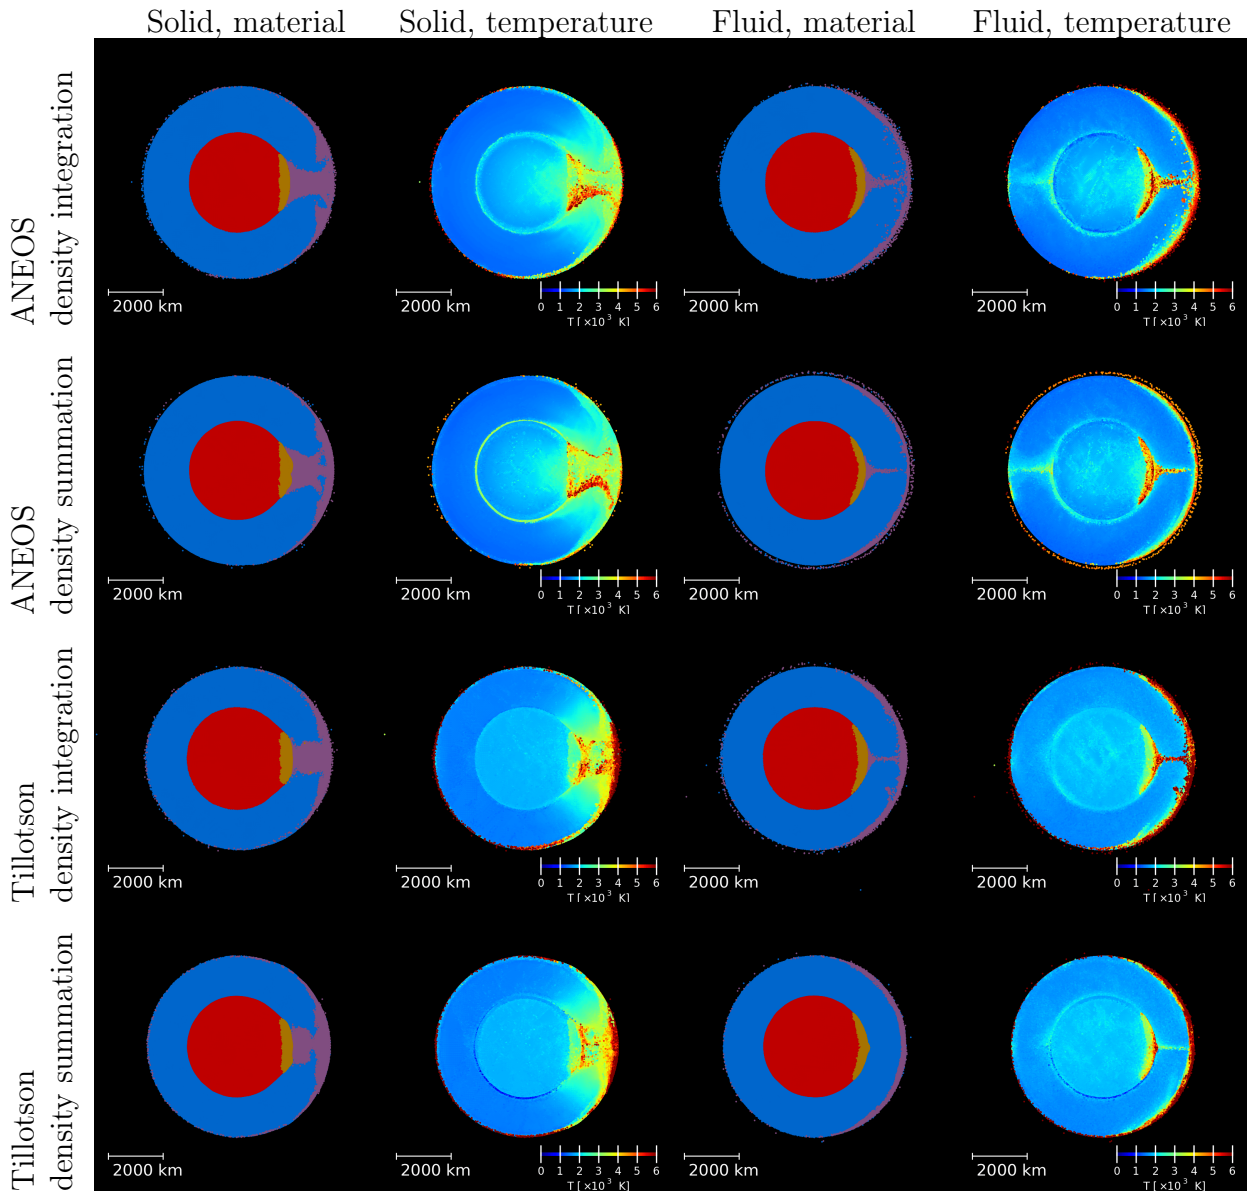 Solid, material Solid, temperature Fluid, material Fluid, temperature
ANEOS
density integration
2000 km
2000 km
0 1 2 3 4 5 6
T [×10³ K]
2000 km
2000 km
0 1 2 3 4 5 6
T [×10³ K]
ANEOS
density summation
2000 km
2000 km
0 1 2 3 4 5 6
T [×10³ K]
2000 km
2000 km
0 1 2 3 4 5 6
T [×10³ K]
Tillotson
density integration
2000 km
2000 km
0 1 2 3 4 5 6
T [×10³ K]
2000 km
2000 km
0 1 2 3 4 5 6
T [×10³ K]
Tillotson
density summation
2000 km
2000 km
0 1 2 3 4 5 6
T [×10³ K]
2000 km
2000 km
0 1 2 3 4 5 6
T [×10³ K]